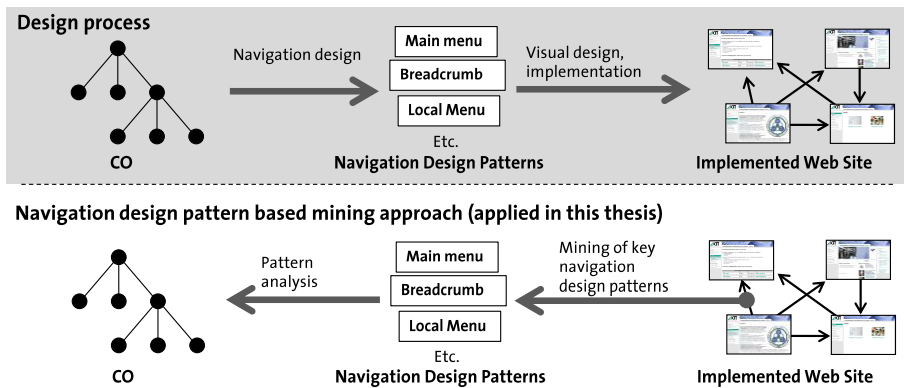 Design process
Navigation design
Main menu
Breadcrumb
Local Menu
Etc.
Visual design,
implementation
CO
Navigation Design Patterns
Implemented Web Site
Navigation design pattern based mining approach (applied in this thesis)
Pattern
analysis
Main menu
Breadcrumb
Local Menu
Etc.
Mining of key
navigation
design patterns
CO
Navigation Design Patterns
Implemented Web Site